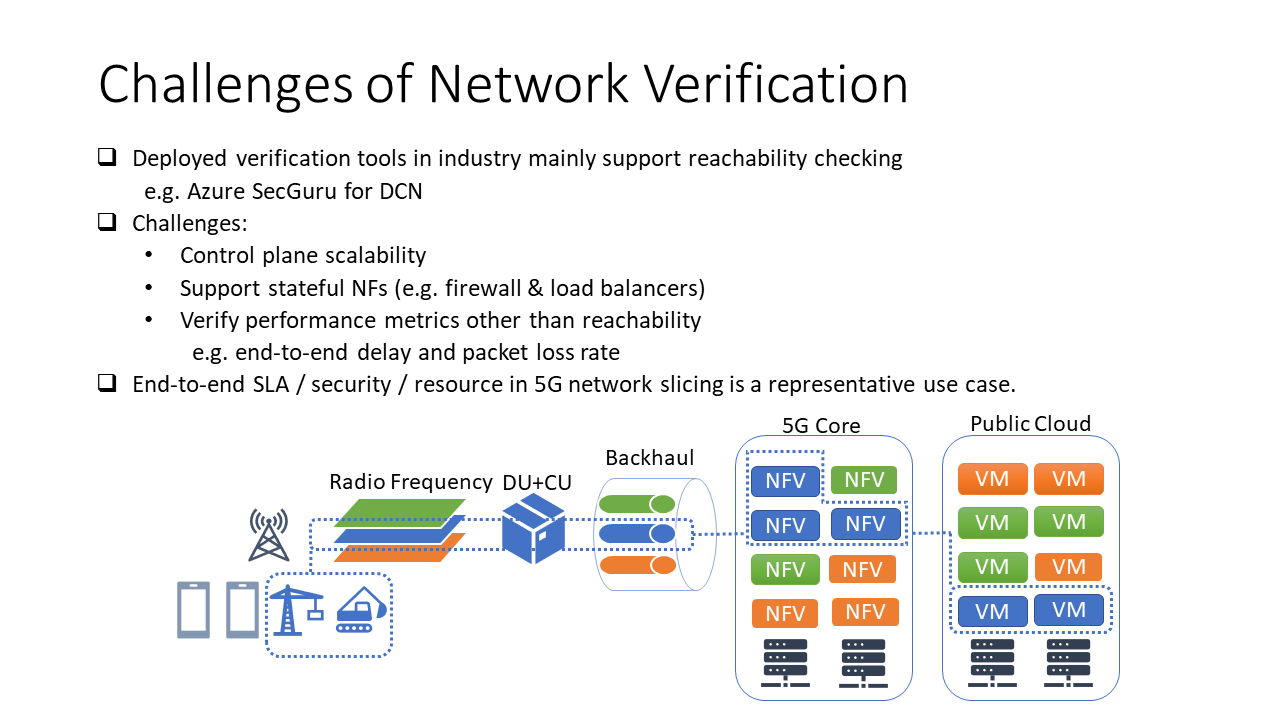 Challenges of Network Verification
❑ Deployed verification tools in industry mainly support reachability checking
e.g. Azure SecGuru for DCN
❑ Challenges:
• Control plane scalability
• Support stateful NFs (e.g. firewall & load balancers)
• Verify performance metrics other than reachability
e.g. end-to-end delay and packet loss rate
❑ End-to-end SLA / security / resource in 5G network slicing is a representative use case.
Radio Frequency
DU+CU
Backhaul
5G Core
NFV NFV
NFV NFV
NFV NFV
NFV NFV
Public Cloud
VM VM
VM VM
VM VM
VM VM